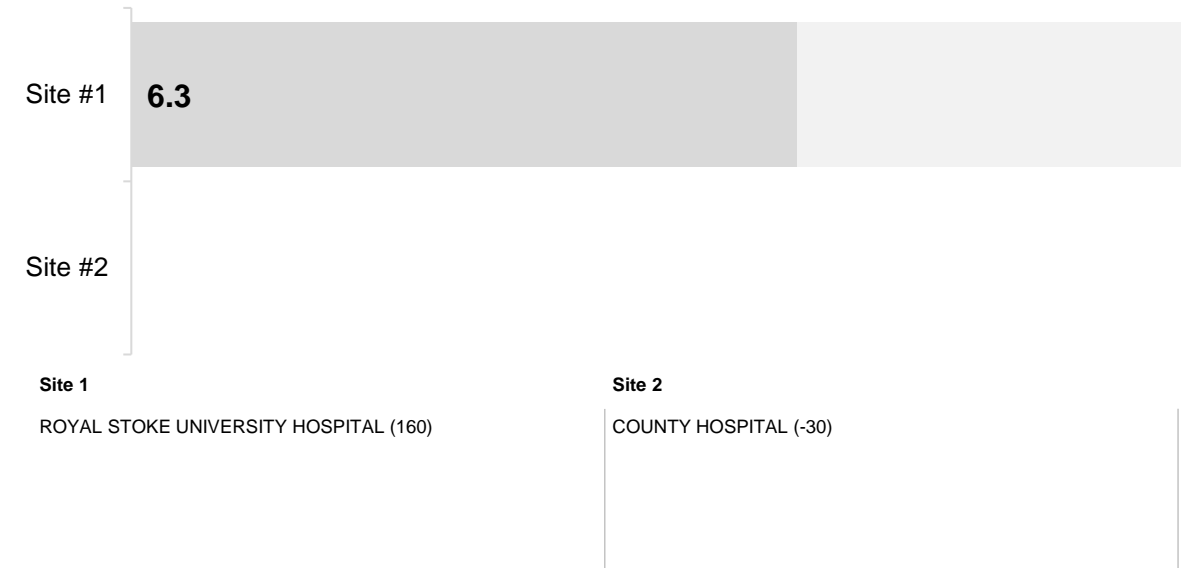 Site #1
6.3
Site #2
Site 1
Site 2
ROYAL STOKE UNIVERSITY HOSPITAL (160)
COUNTY HOSPITAL (-30)